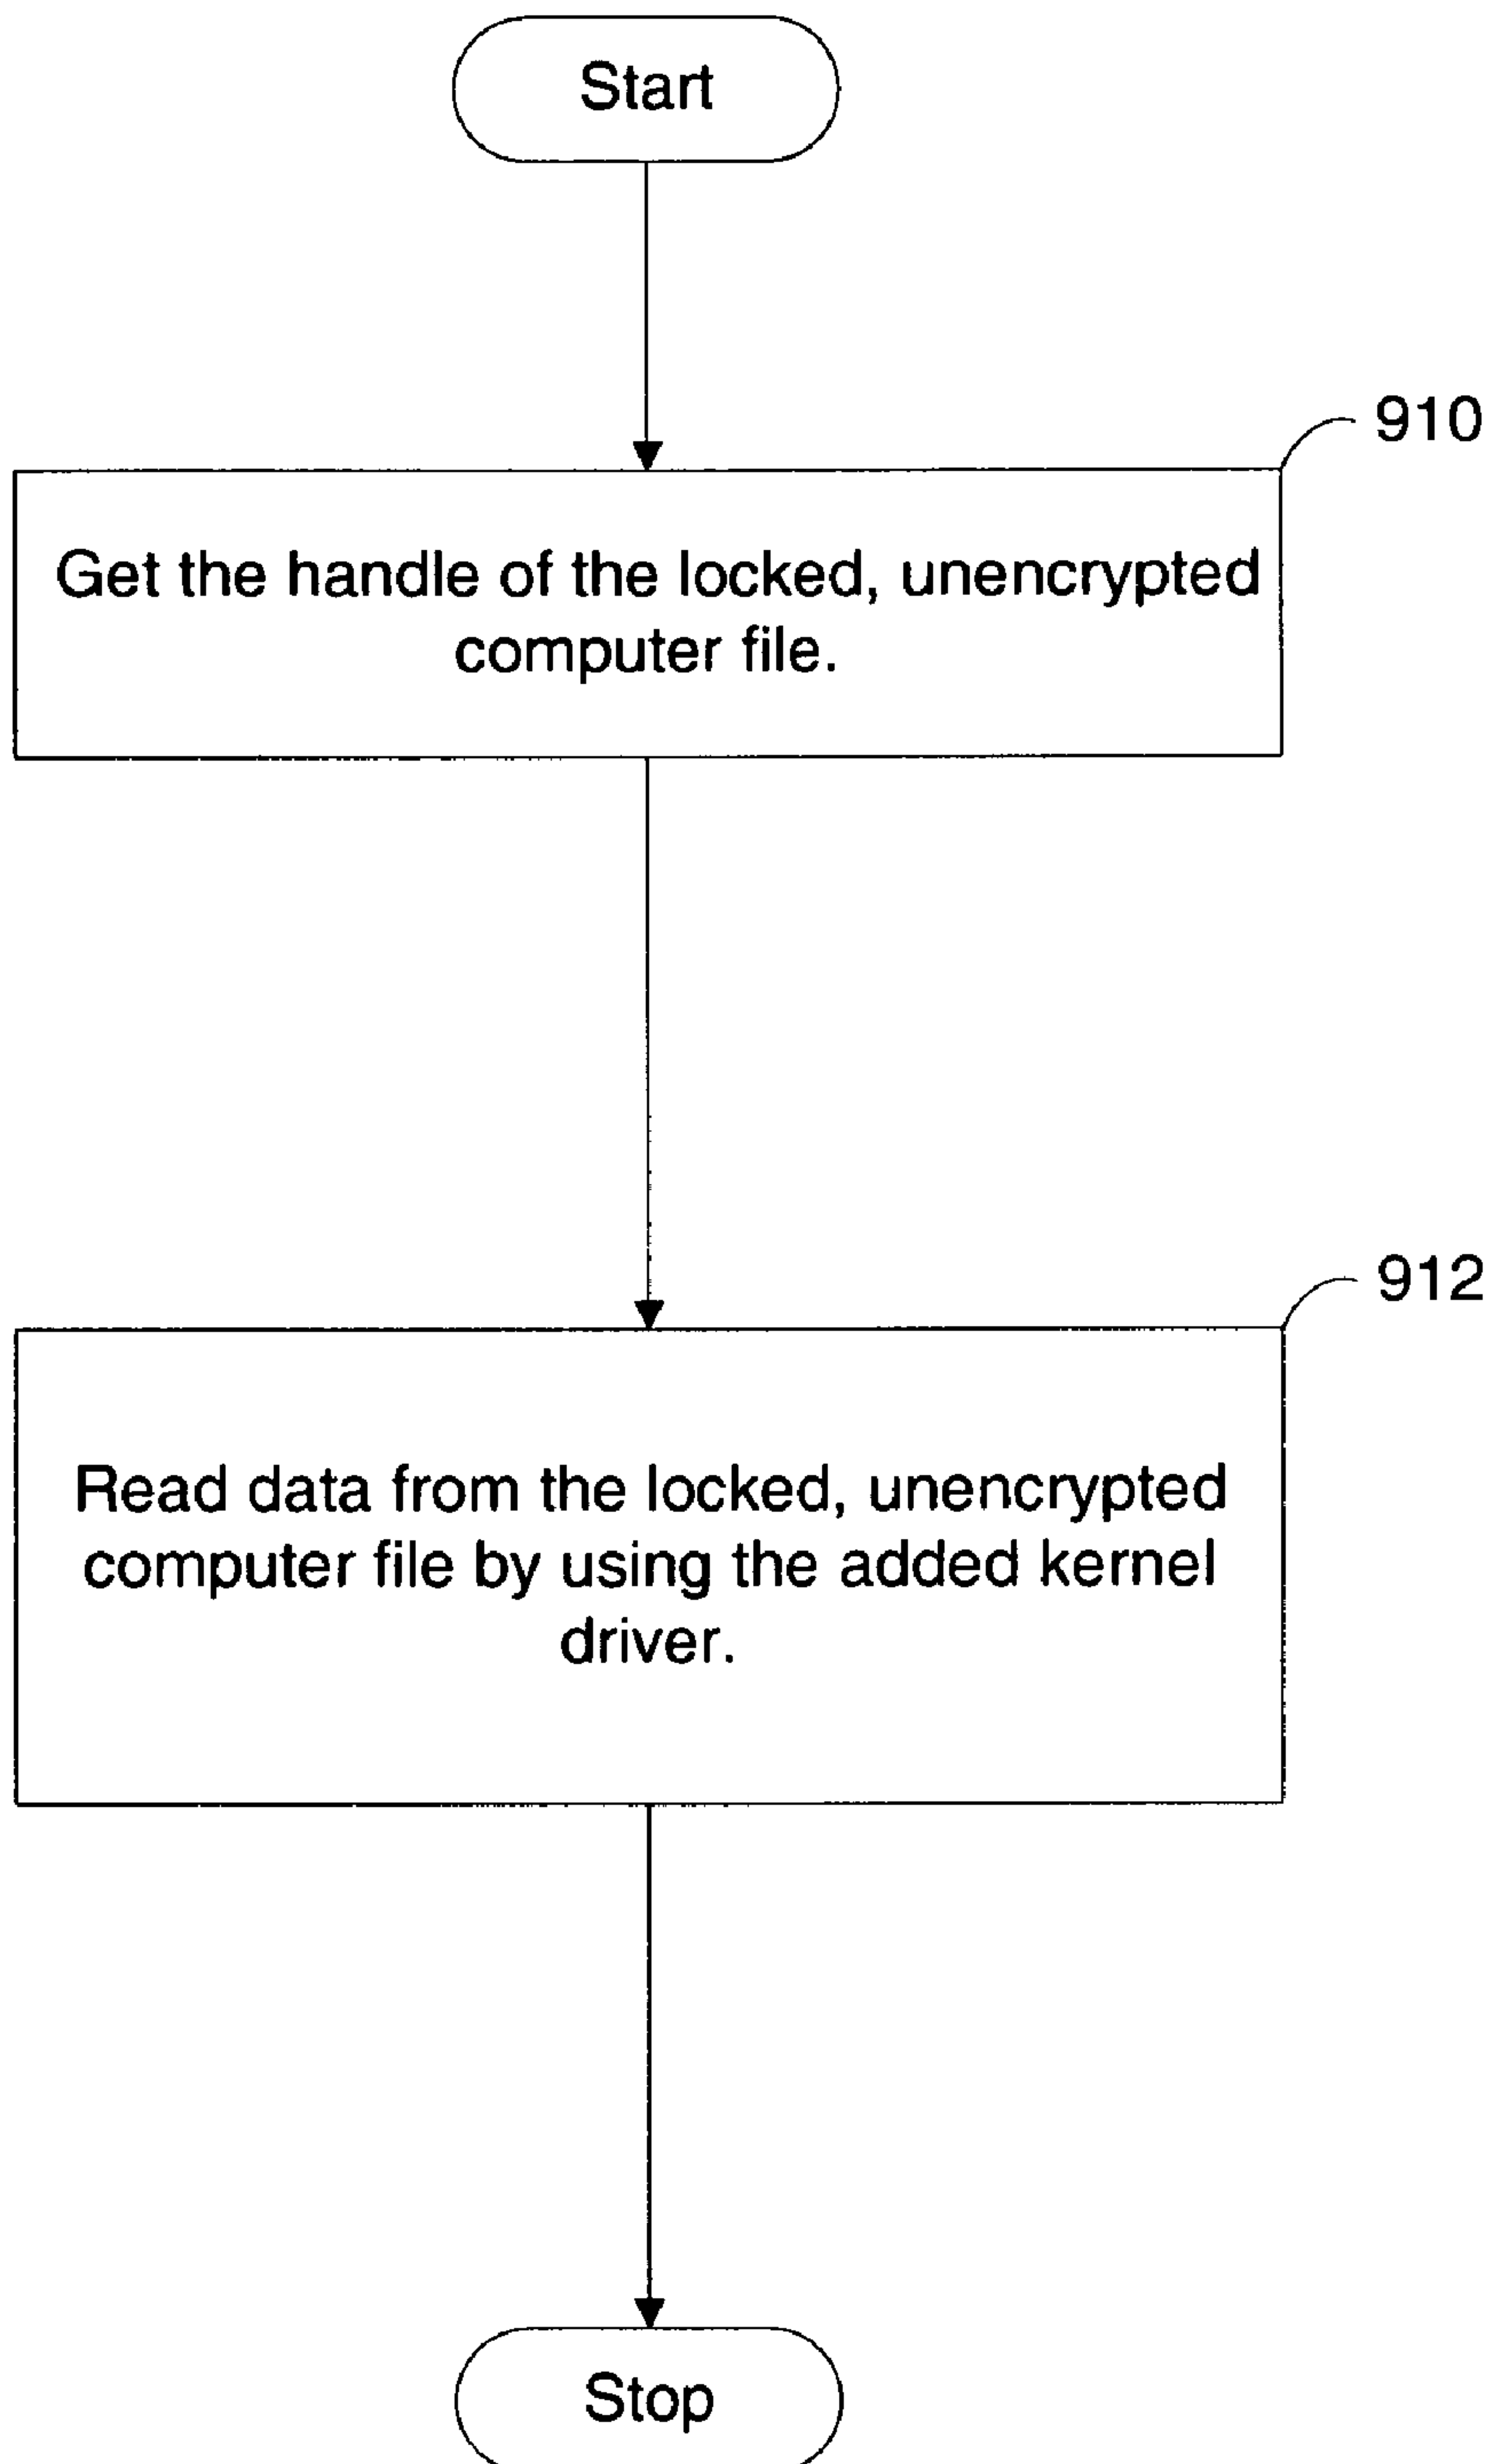 Start
910
Get the handle of the locked, unencrypted
computer file.
912
Read data from the locked, unencrypted
computer file by using the added kernel
driver.
Stop